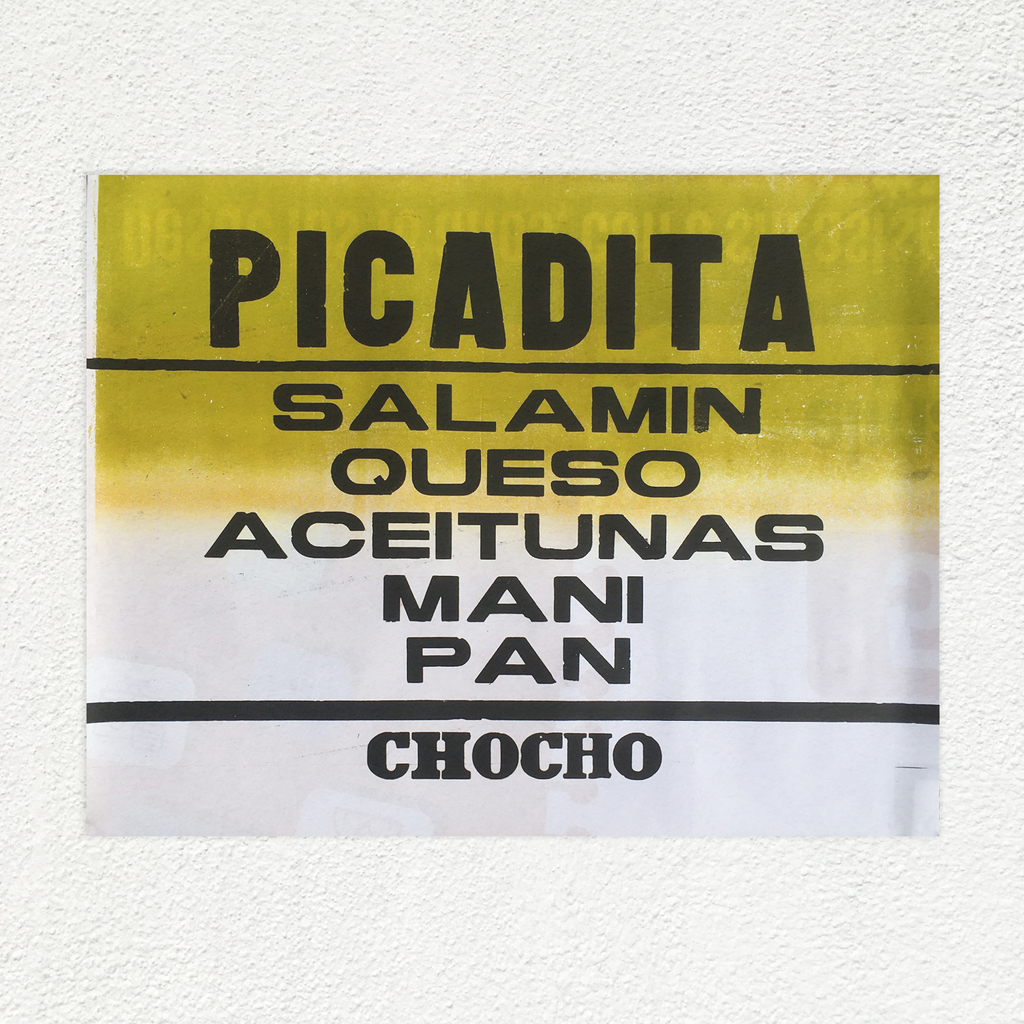 PICADITA
SALAMIN
QUESO
ACEITUNAS
MANI
PAN
CHOCHO